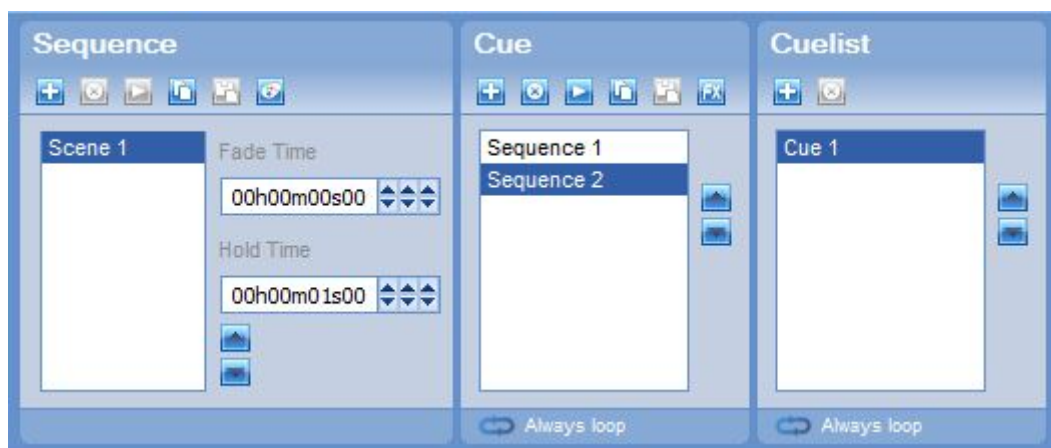 Sequence
Scene 1
Fade Time
00h00m00s00
Hold Time
00h00m01s00
Cue
FX
Sequence 1
Sequence 2
Always loop
Cuelist
Cue 1
Always loop